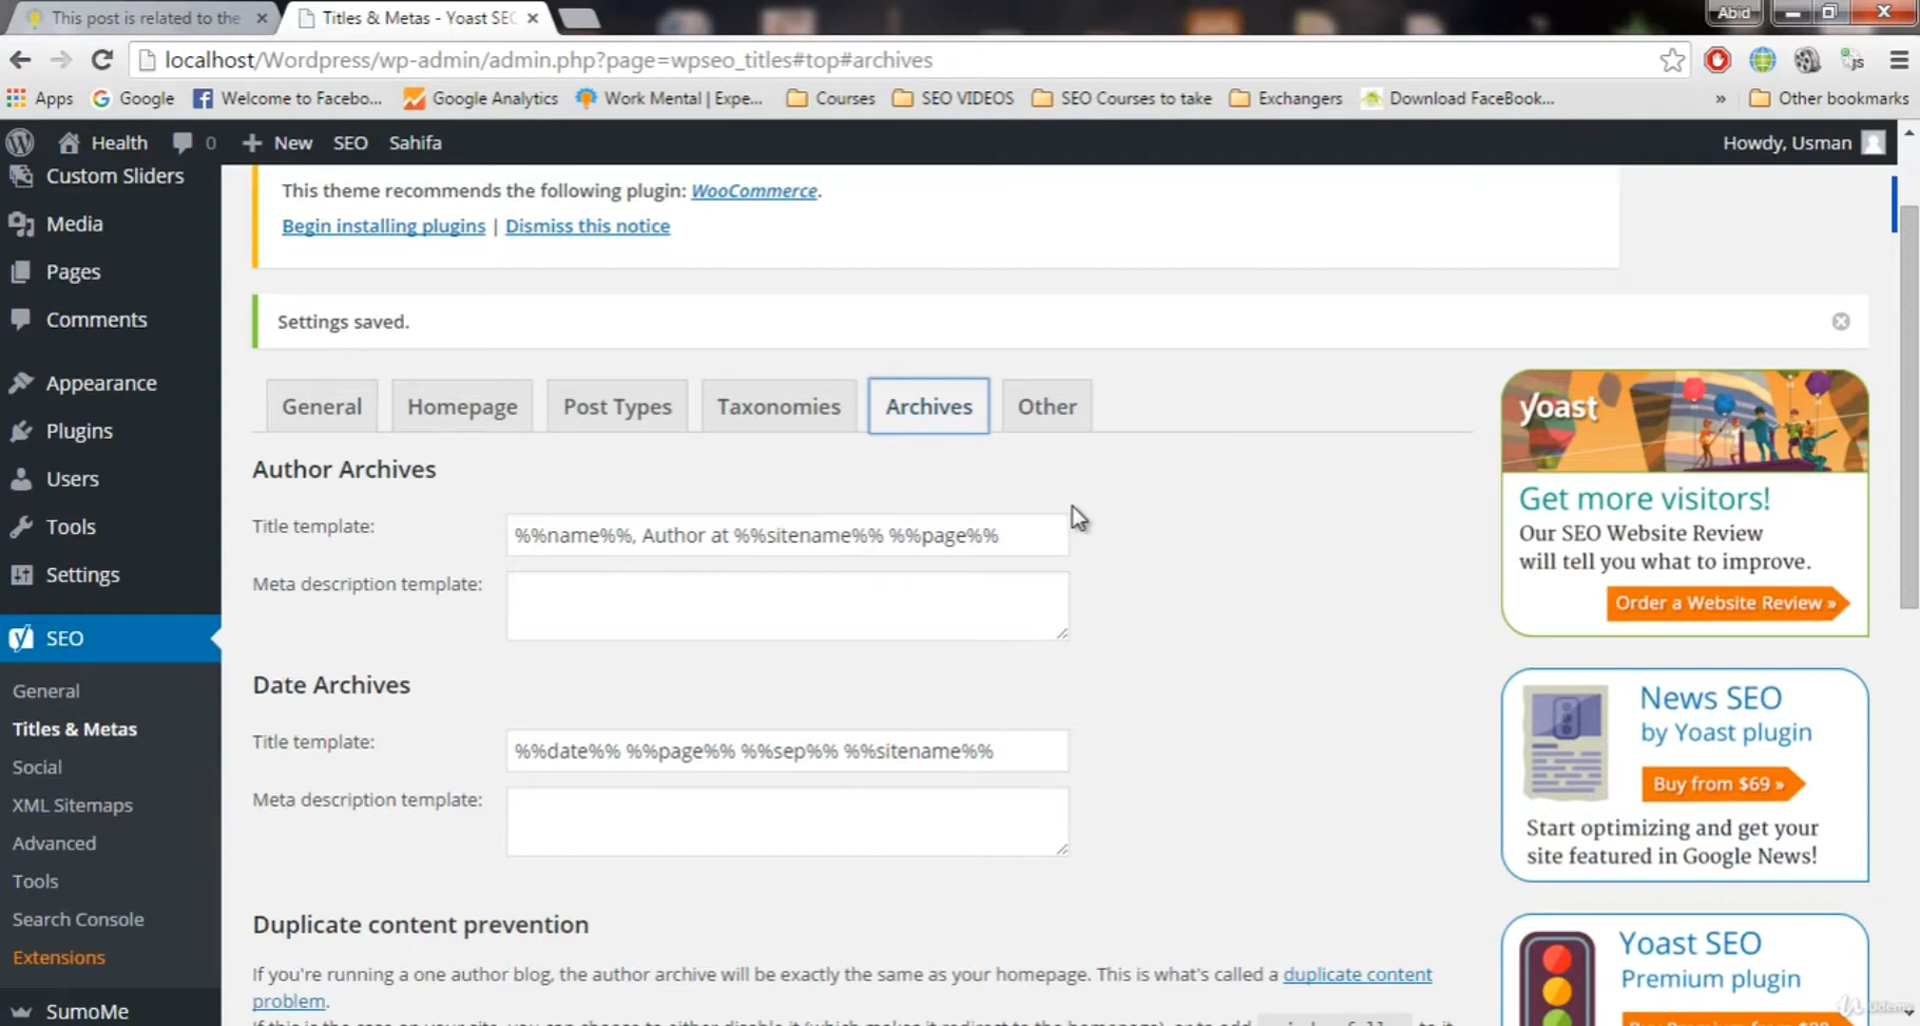 This post is related to the
Titles & Metas - Yoast SEO
Abid
localhost/Wordpress/wp-admin/admin.php?page=wpseo_titles#top#archives
Apps
Google
Welcome to Facebo...
Google Analytics
Work Mental | Expe...
Courses
SEO VIDEOS
SEO Courses to take
Exchangers
Download FaceBook...
»
Other bookmarks
Health
0
New
SEO
Sahifa
Howdy, Usman
Custom Sliders
Media
Pages
Comments
Appearance
Plugins
Users
Tools
Settings
SEO
General
Titles & Metas
Social
XML Sitemaps
Advanced
Tools
Search Console
Extensions
SumoMe
This theme recommends the following plugin: WooCommerce.
Begin installing plugins | Dismiss this notice
Settings saved.
General
Homepage
Post Types
Taxonomies
Archives
Other
Author Archives
Title template:
%%name%%, Author at %%sitename%% %%page%%
Meta description template:
Date Archives
Title template:
%%date%% %%page%% %%sep%% %%sitename%%
Meta description template:
Duplicate content prevention
If you're running a one author blog, the author archive will be exactly the same as your homepage. This is what's called a duplicate content
problem.
yoast
Get more visitors!
Our SEO Website Review
will tell you what to improve.
Order a Website Review »
News SEO
by Yoast plugin
Buy from $69 »
Start optimizing and get your
site featured in Google News!
Yoast SEO
Premium plugin